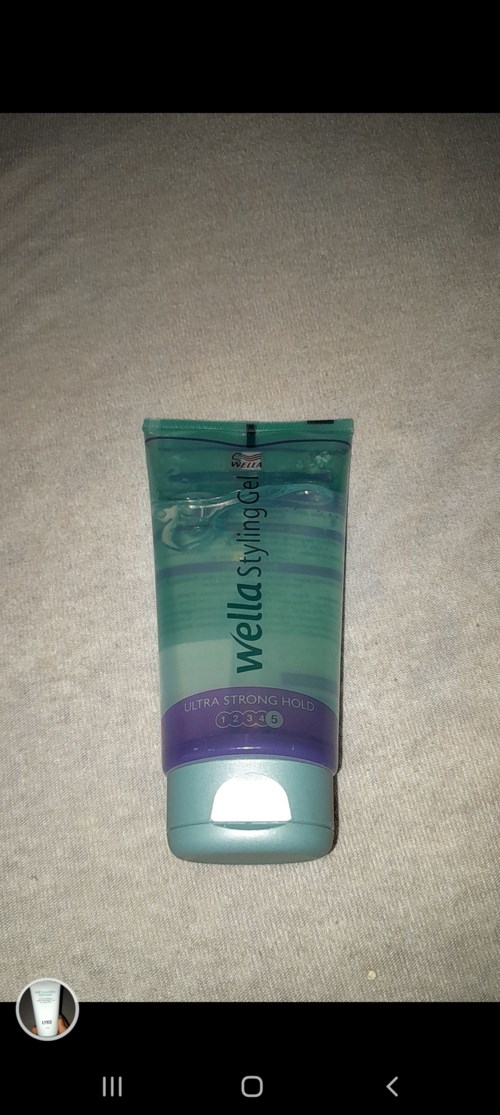 WELLA
wella Styling Gel
ULTRA STRONG HOLD
1 2 3 4 5